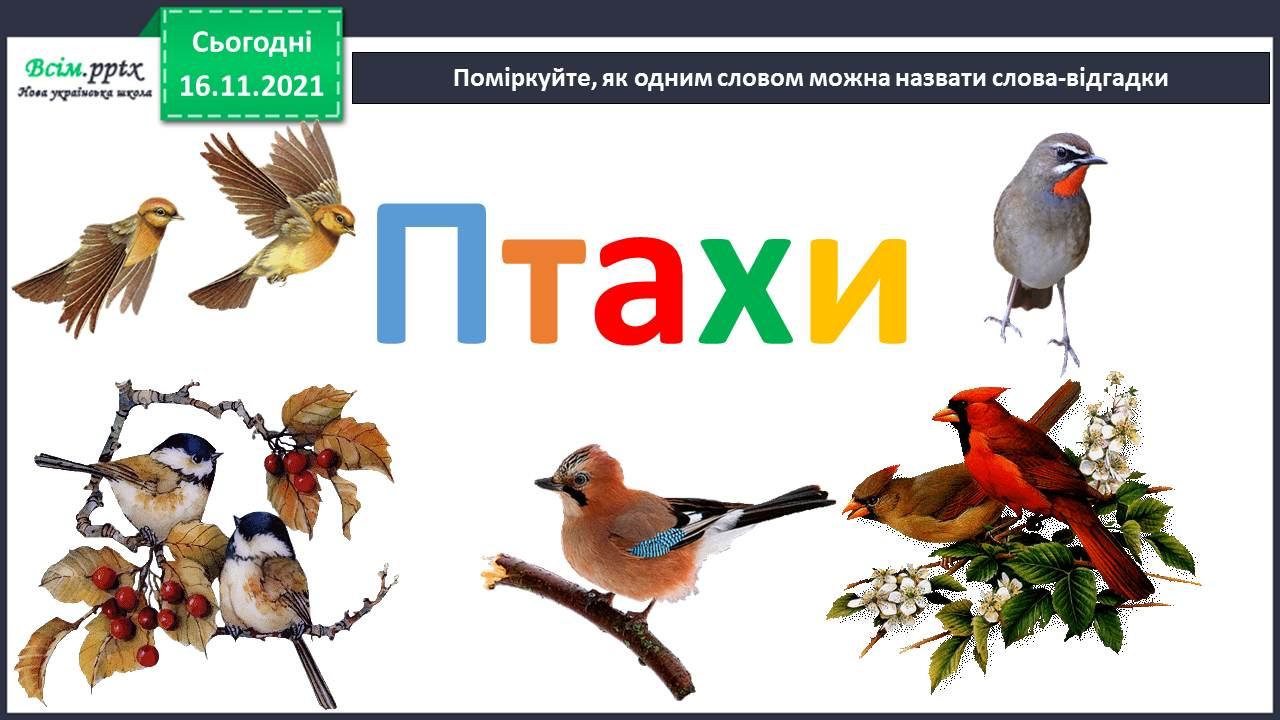 Всім.pptx
Нова українська школа
Сьогодні
16.11.2021
Поміркуйте, як одним словом можна назвати слова-відгадки
Птахи